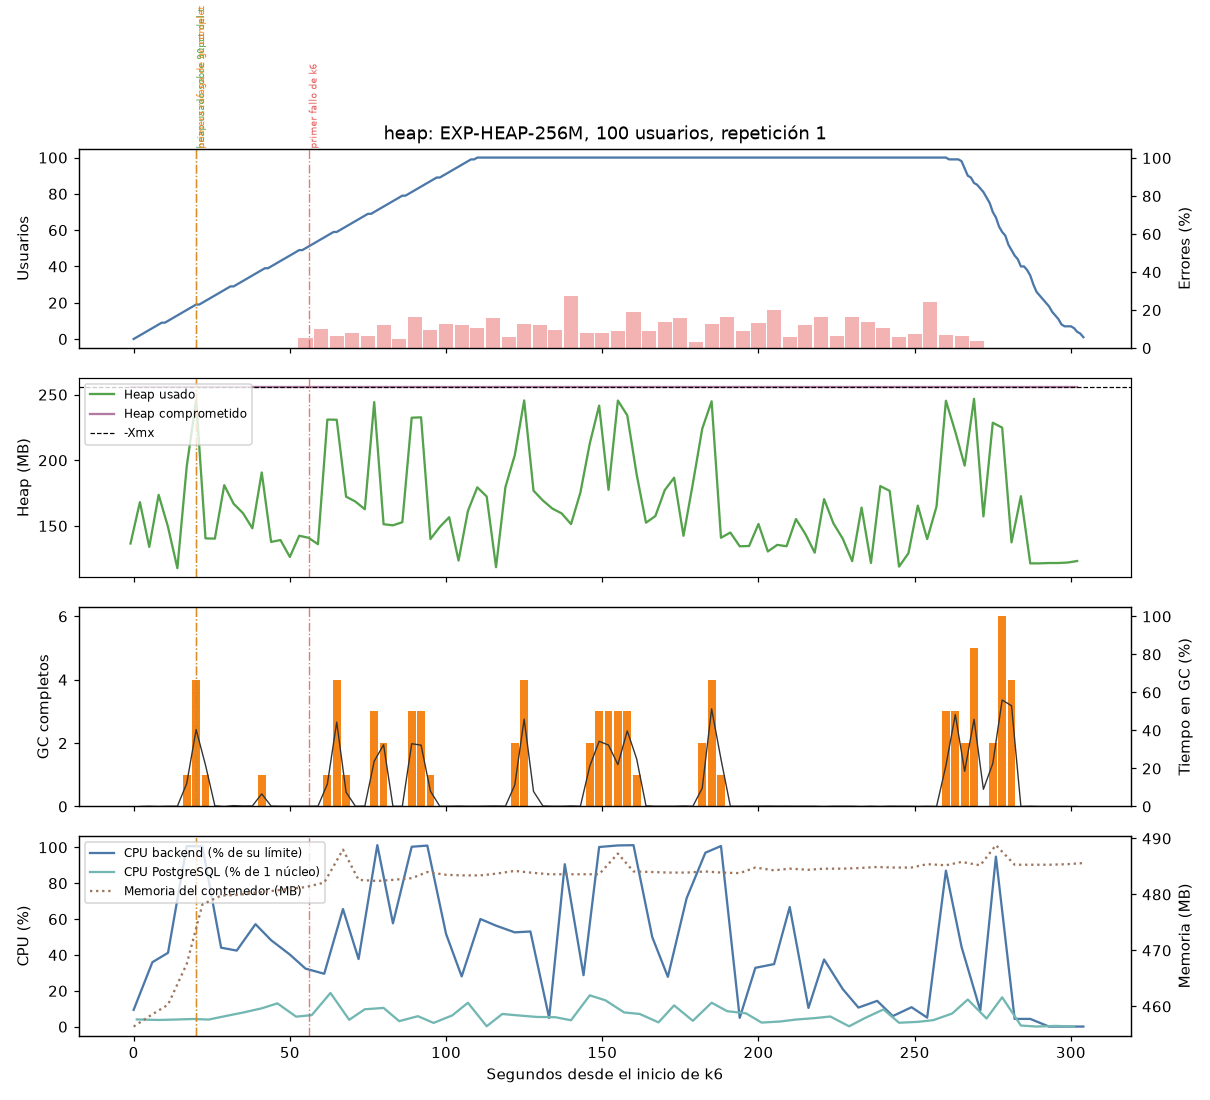 primer fallo de k6
heap: EXP-HEAP-256M, 100 usuarios, repetición 1
Usuarios
100
80
60
40
20
0
100
80
60
40
20
0
Errores (%)
Heap (MB)
250
200
150
Heap usado
Heap comprometido
-Xmx
GC completos
6
4
2
0
100
80
60
40
20
0
Tiempo en GC (%)
CPU (%)
100
80
60
40
20
0
CPU backend (% de su límite)
CPU PostgreSQL (% de 1 núcleo)
Memoria del contenedor (MB)
490
480
470
460
Memoria (MB)
0
50
100
150
200
250
300
Segundos desde el inicio de k6